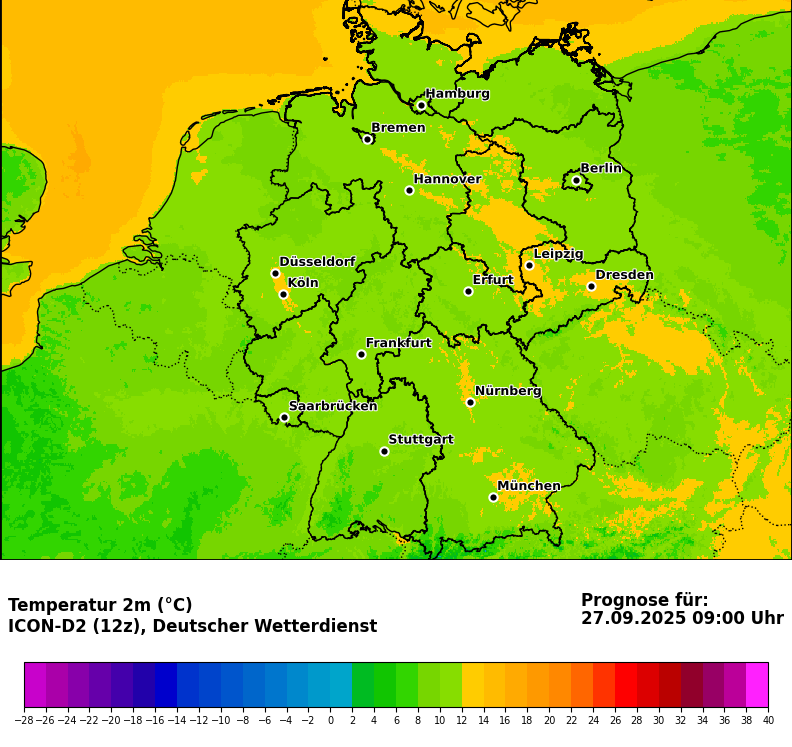 Hamburg
Bremen
Berlin
Hannover
Leipzig
Düsseldorf
Dresden
Köln
Erfurt
Frankfurt
Nürnberg
Saarbrücken
Stuttgart
München
Temperatur 2m (°C)
ICON-D2 (12z), Deutscher Wetterdienst
Prognose für:
27.09.2025 09:00 Uhr
−28 −26 −24 −22 −20 −18 −16 −14 −12 −10 −8 −6 −4 −2 0 2 4 6 8 10 12 14 16 18 20 22 24 26 28 30 32 34 36 38 40